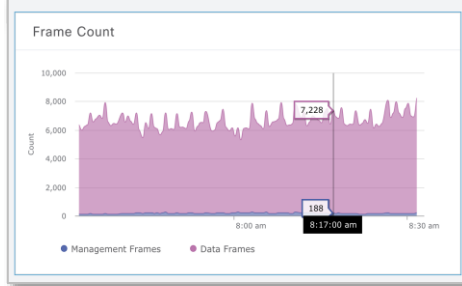 Frame Count
10,000
8,000
7,228
6,000
Count
4,000
2,000
188
0
8:00 am
8:17:00 am
8:30 am
Management Frames
Data Frames